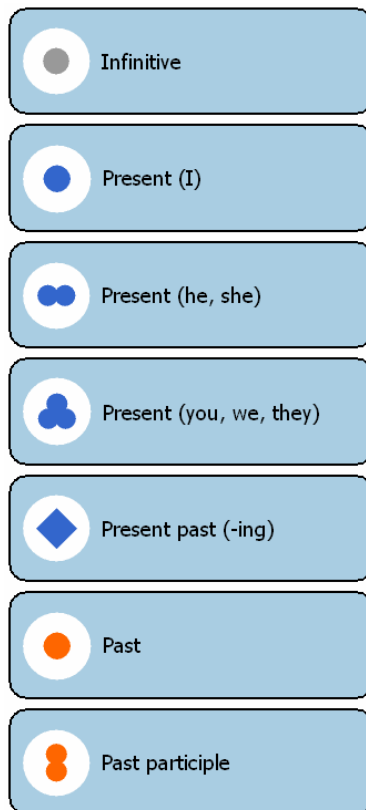 Infinitive
Present (I)
Present (he, she)
Present (you, we, they)
Present past (-ing)
Past
Past participle